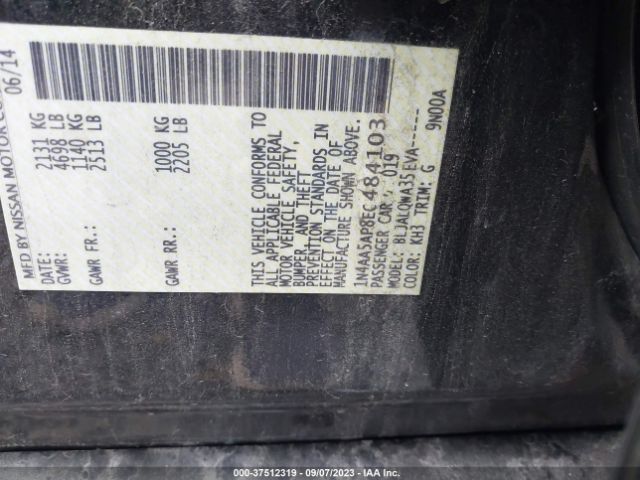 MFD BY NISSAN MOTOR CO
DATE: 06/14
GVWR: 2131 KG
4698 LB
GAWR FR: 1140 KG
2513 LB
GAWR RR: 1000 KG
2205 LB
THIS VEHICLE CONFORMS TO
ALL APPLICABLE FEDERAL
MOTOR VEHICLE SAFETY,
BUMPER, AND THEFT
PREVENTION STANDARDS IN
EFFECT ON THE DATE OF
MANUFACTURE SHOWN ABOVE.
1N4AA5AP8EC484103
PASSENGER CAR 019
MODEL: BLJALQWA35EVA-----
COLOR: KH3 TRIM: G 9N00A
000-37512319 - 09/07/2023 - IAA Inc.